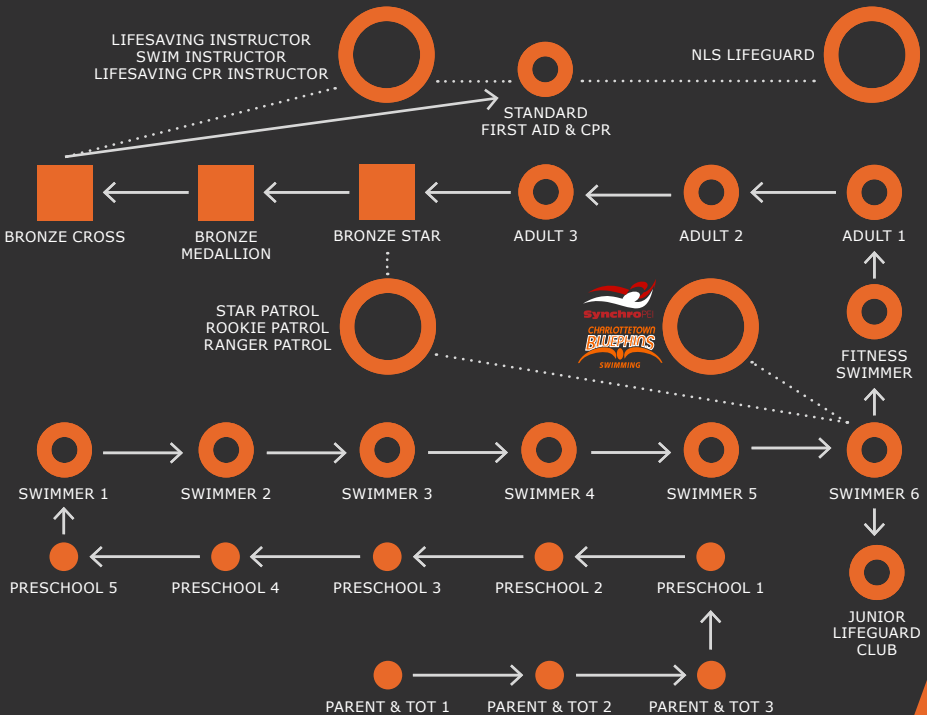 LIFESAVING INSTRUCTOR
SWIM INSTRUCTOR
LIFESAVING CPR INSTRUCTOR
NLS LIFEGUARD
STANDARD
FIRST AID & CPR
BRONZE CROSS
BRONZE
MEDALLION
BRONZE STAR
ADULT 3
ADULT 2
ADULT 1
STAR PATROL
ROOKIE PATROL
RANGER PATROL
SynchroPEI
CHARLOTTETOWN
BLUEPHINS
SWIMMING
FITNESS
SWIMMER
SWIMMER 1
SWIMMER 2
SWIMMER 3
SWIMMER 4
SWIMMER 5
SWIMMER 6
PRESCHOOL 5
PRESCHOOL 4
PRESCHOOL 3
PRESCHOOL 2
PRESCHOOL 1
JUNIOR
LIFEGUARD
CLUB
PARENT & TOT 1
PARENT & TOT 2
PARENT & TOT 3